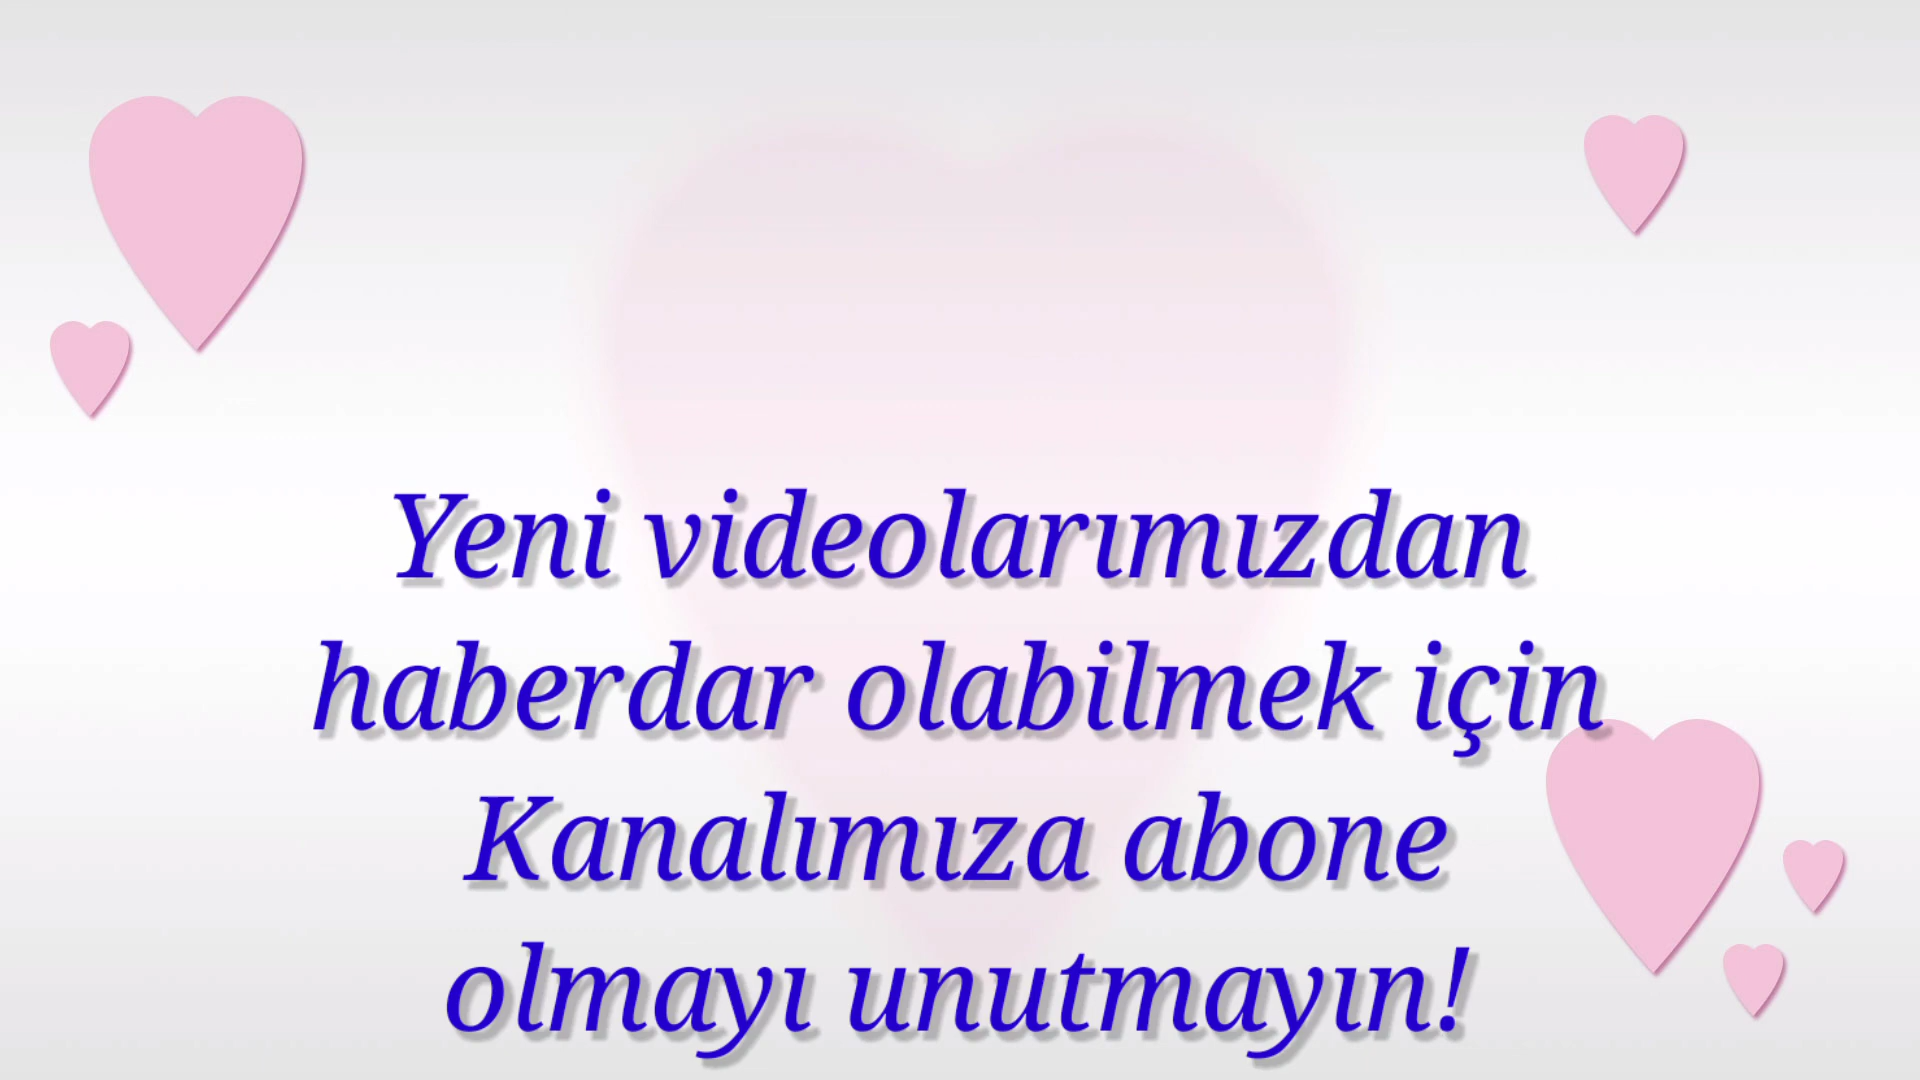 Yeni videolarımızdan
haberdar olabilmek için
Kanalımıza abone
olmayı unutmayın!